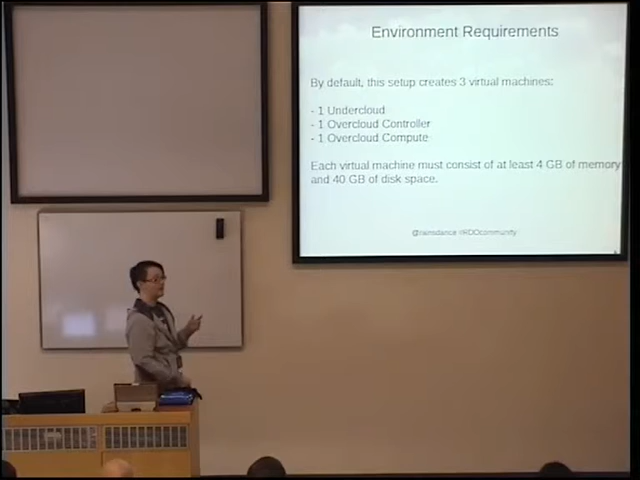 Environment Requirements
By default, this setup creates 3 virtual machines:
- 1 Undercloud
- 1 Overcloud Controller
- 1 Overcloud Compute
Each virtual machine must consist of at least 4 GB of memory
and 40 GB of disk space.
@rainsdance #RDOcommunity